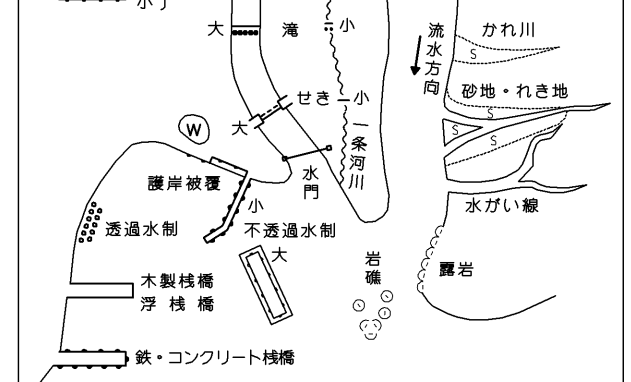 小
大 滝 小
流水方向
かれ川
S
砂地・れき地
S
せき 小
大
W
一条河川
S
S
水門
護岸被覆
小
水がい線
透過水制
不透過水制
大
岩礁
露岩
木製桟橋
浮桟橋
鉄・コンクリート桟橋